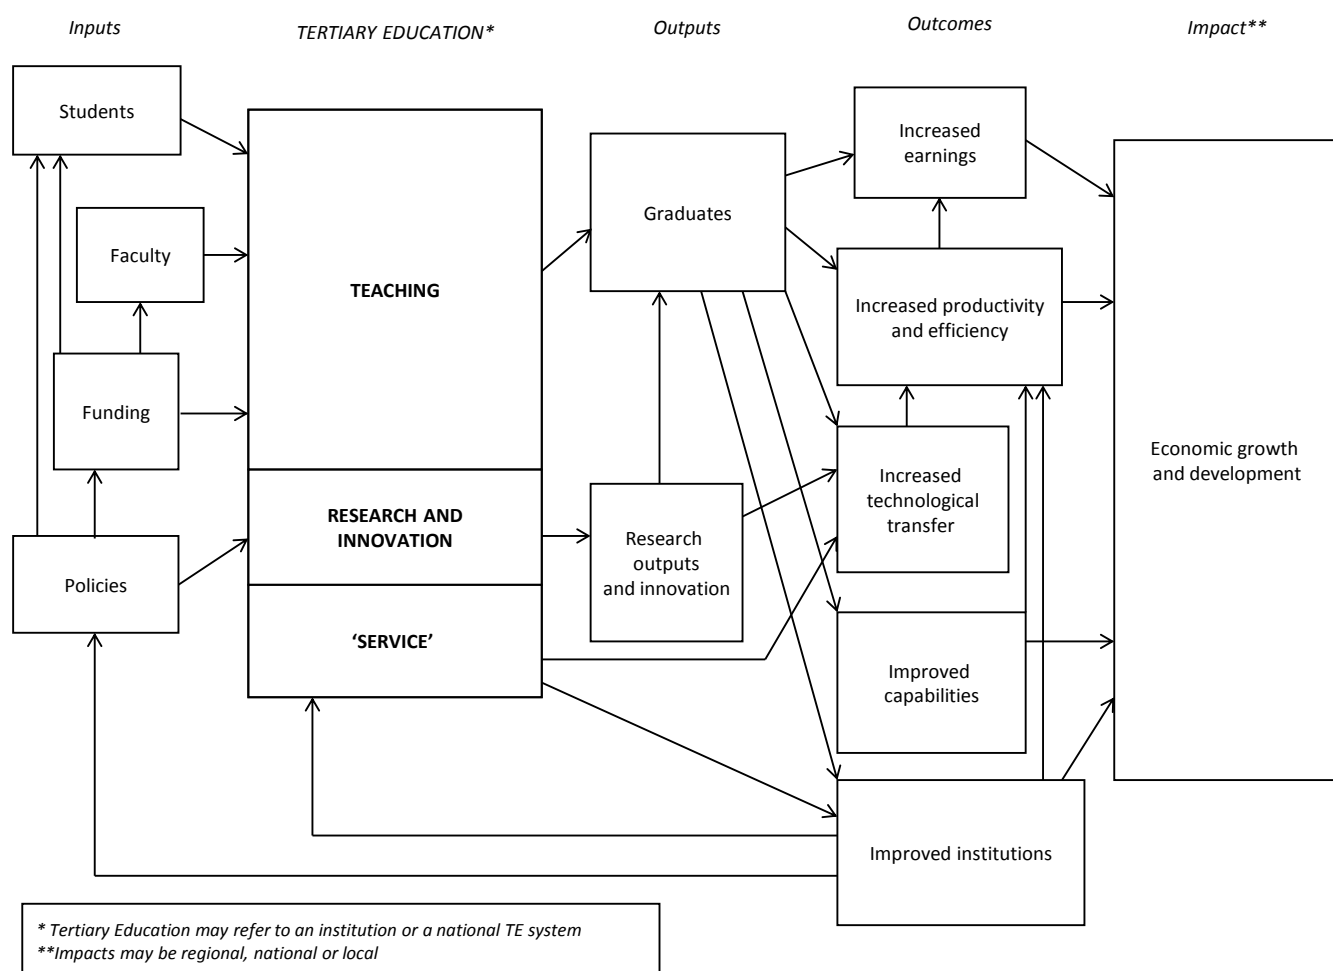 Inputs
TERTIARY EDUCATION*
Outputs
Outcomes
Impact**
Students
Faculty
Funding
Policies
TEACHING
RESEARCH AND
INNOVATION
‘SERVICE’
Graduates
Research
outputs
and innovation
Increased
earnings
Increased productivity
and efficiency
Increased
technological
transfer
Improved
capabilities
Improved institutions
Economic growth
and development
* Tertiary Education may refer to an institution or a national TE system
**Impacts may be regional, national or local